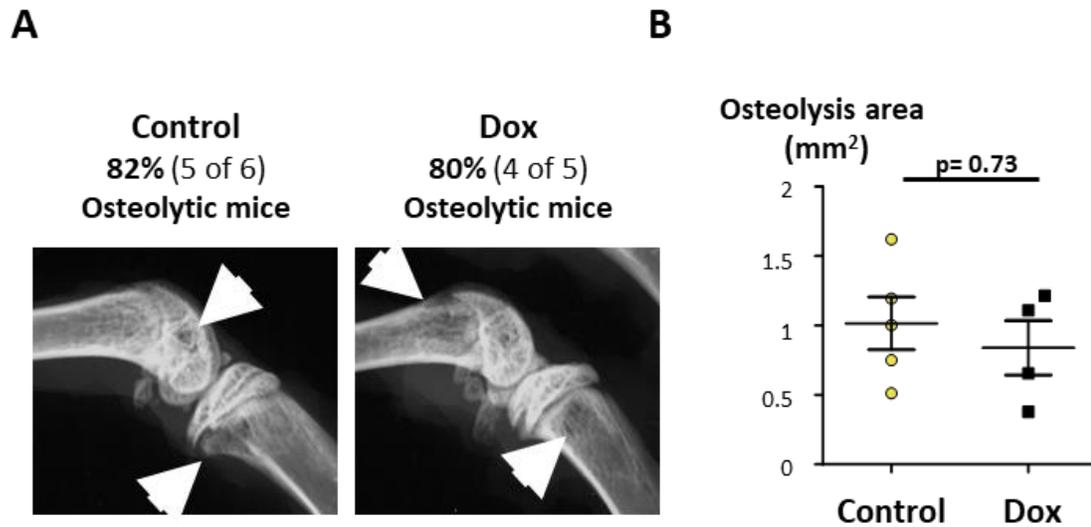 A
Control
82% (5 of 6)
Osteolytic mice
Dox
80% (4 of 5)
Osteolytic mice
B
Osteolysis area
(mm²)
p= 0.73
2
1.5
1
0.5
0
Control
Dox